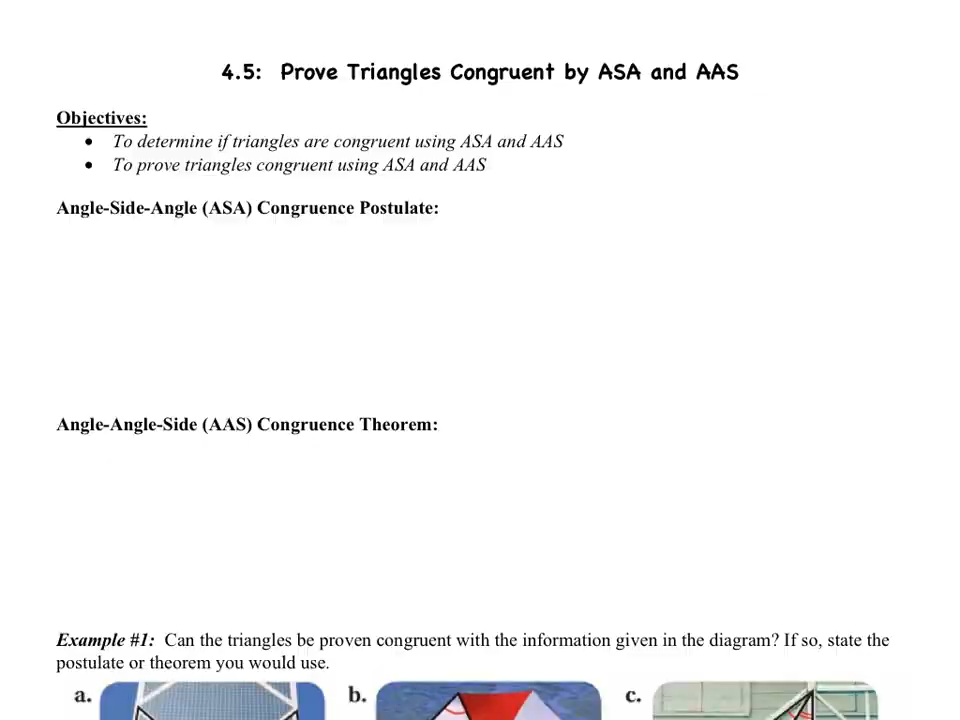 4.5: Prove Triangles Congruent by ASA and AAS
Objectives:
• To determine if triangles are congruent using ASA and AAS
• To prove triangles congruent using ASA and AAS
Angle-Side-Angle (ASA) Congruence Postulate:
Angle-Angle-Side (AAS) Congruence Theorem:
Example #1: Can the triangles be proven congruent with the information given in the diagram? If so, state the
postulate or theorem you would use.
a. b. c.